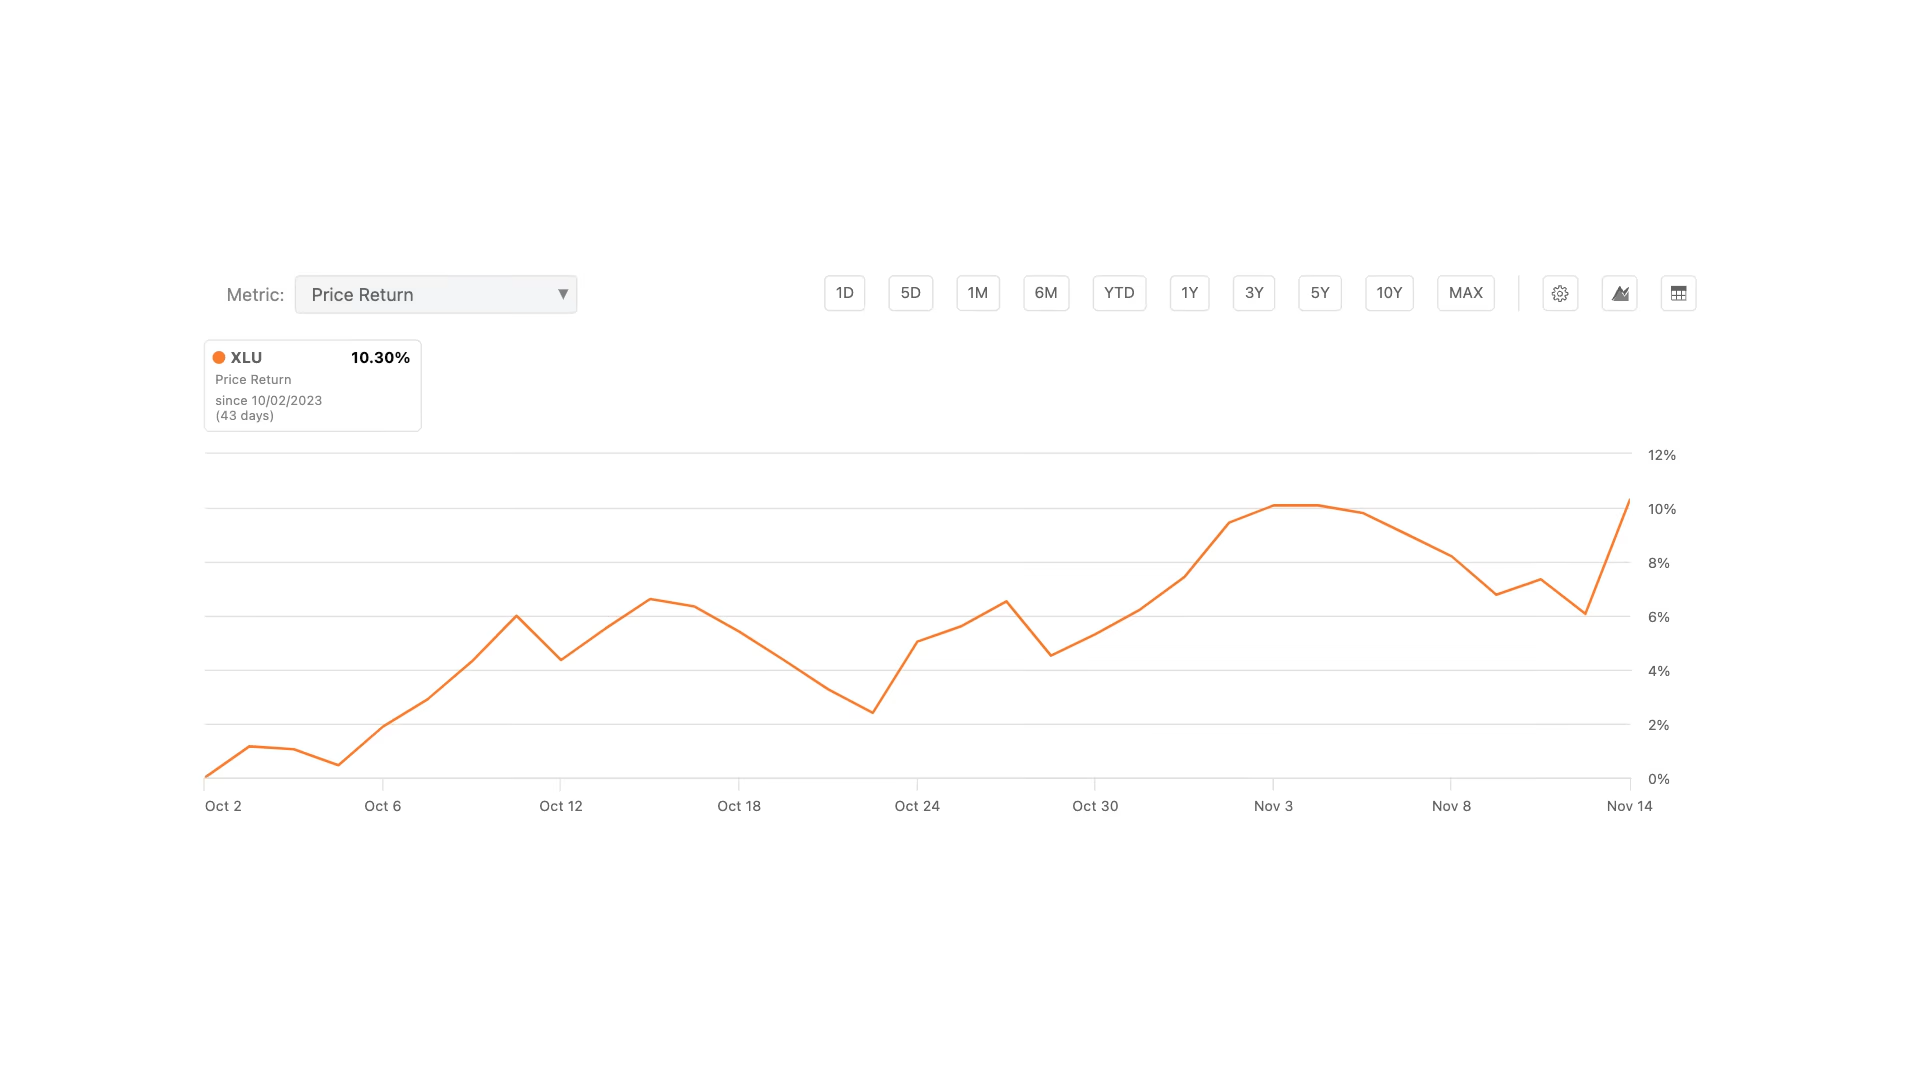 Metric: Price Return ▼ 1D 5D 1M 6M YTD 1Y 3Y 5Y 10Y MAX
XLU 10.30%
Price Return
since 10/02/2023
(43 days)
12%
10%
8%
6%
4%
2%
0%
Oct 2 Oct 6 Oct 12 Oct 18 Oct 24 Oct 30 Nov 3 Nov 8 Nov 14